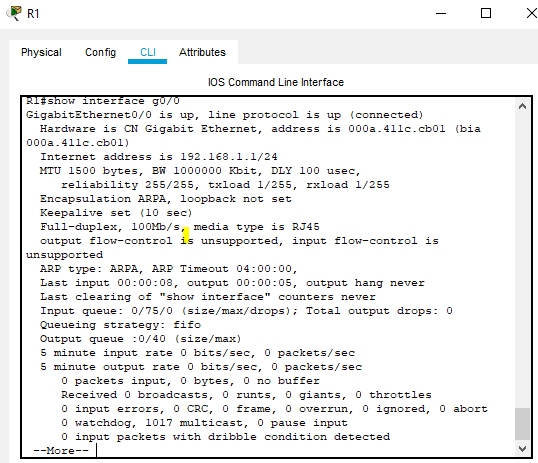 R1
Physical Config CLI Attributes
IOS Command Line Interface
R1#show interface g0/0
GigabitEthernet0/0 is up, line protocol is up (connected)
Hardware is CN Gigabit Ethernet, address is 000a.411c.cb01 (bia
000a.411c.cb01)
Internet address is 192.168.1.1/24
MTU 1500 bytes, BW 1000000 Kbit, DLY 100 usec,
reliability 255/255, txload 1/255, rxload 1/255
Encapsulation ARPA, loopback not set
Keepalive set (10 sec)
Full-duplex, 100Mb/s, media type is RJ45
output flow-control is unsupported, input flow-control is
unsupported
ARP type: ARPA, ARP Timeout 04:00:00,
Last input 00:00:08, output 00:00:05, output hang never
Last clearing of "show interface" counters never
Input queue: 0/75/0 (size/max/drops); Total output drops: 0
Queueing strategy: fifo
Output queue :0/40 (size/max)
5 minute input rate 0 bits/sec, 0 packets/sec
5 minute output rate 0 bits/sec, 0 packets/sec
0 packets input, 0 bytes, 0 no buffer
Received 0 broadcasts, 0 runts, 0 giants, 0 throttles
0 input errors, 0 CRC, 0 frame, 0 overrun, 0 ignored, 0 abort
0 watchdog, 1017 multicast, 0 pause input
0 input packets with dribble condition detected
--More--